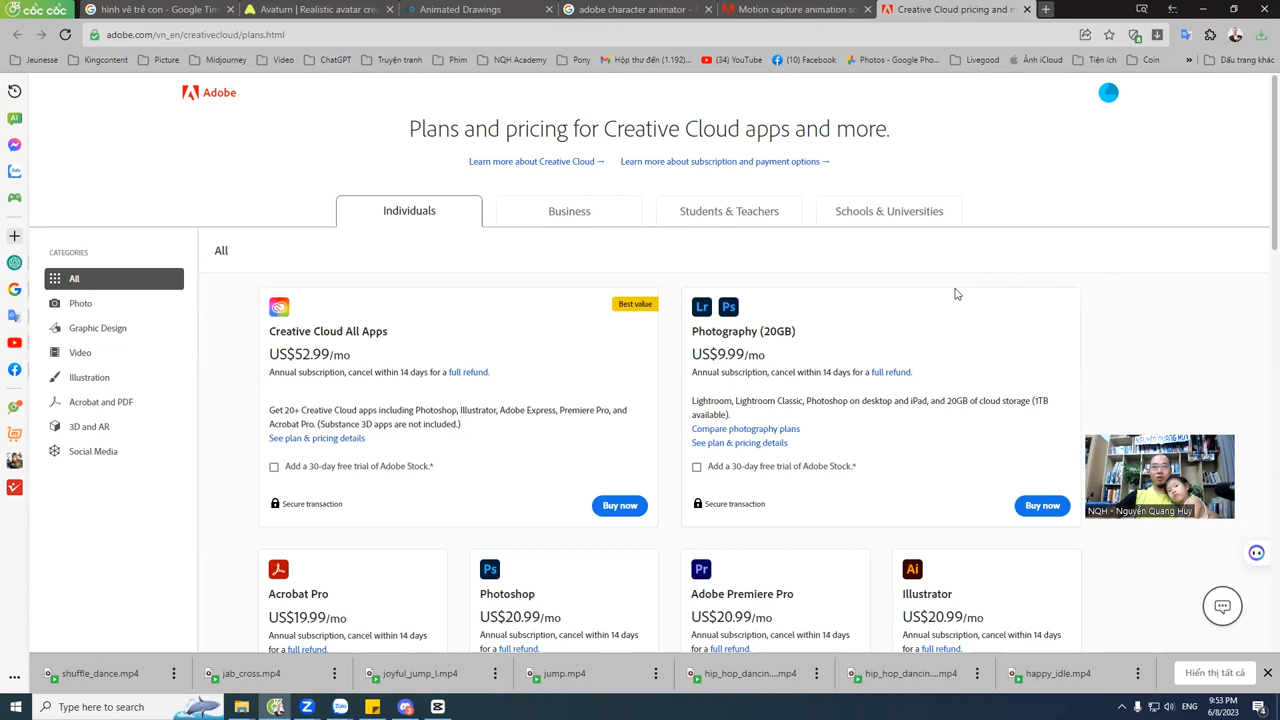 hình vẽ trẻ con - Google Tim
Avaturn | Realistic avatar crea
Animated Drawings
adobe character animator - T
Motion capture animation so
Creative Cloud pricing and m
adobe.com/vn_en/creativecloud/plans.html
Jeunesse
Kingcontent
Picture
Midjourney
Video
ChatGPT
Truyện tranh
Phim
NQH Academy
Pony
Hộp thư đến (1.192)...
(34) YouTube
(10) Facebook
Photos - Google Pho...
Livegood
Ảnh iCloud
Tiện ích
Coin
»
Dấu trang khác
Adobe
Plans and pricing for Creative Cloud apps and more.
Learn more about Creative Cloud →
Learn more about subscription and payment options →
Individuals
Business
Students & Teachers
Schools & Universities
CATEGORIES
All
Photo
Graphic Design
Video
Illustration
Acrobat and PDF
3D and AR
Social Media
All
Best value
Creative Cloud All Apps
US$52.99/mo
Annual subscription, cancel within 14 days for a full refund.
Get 20+ Creative Cloud apps including Photoshop, Illustrator, Adobe Express, Premiere Pro, and
Acrobat Pro. (Substance 3D apps are not included.)
See plan & pricing details
Add a 30-day free trial of Adobe Stock.*
Secure transaction
Buy now
Lr Ps
Photography (20GB)
US$9.99/mo
Annual subscription, cancel within 14 days for a full refund.
Lightroom, Lightroom Classic, Photoshop on desktop and iPad, and 20GB of cloud storage (1TB
available).
Compare photography plans
See plan & pricing details
Add a 30-day free trial of Adobe Stock.*
Secure transaction
Buy now
NGUYỄN QUANG HUY
NQH - Nguyễn Quang Huy
Acrobat Pro
US$19.99/mo
Annual subscription, cancel within 14 days
for a full refund.
Ps
Photoshop
US$20.99/mo
Annual subscription, cancel within 14 days
for a full refund.
Pr
Adobe Premiere Pro
US$20.99/mo
Annual subscription, cancel within 14 days
for a full refund.
Ai
Illustrator
US$20.99/mo
Annual subscription, cancel within 14 days
for a full refund.
shuffle_dance.mp4
jab_cross.mp4
joyful_jump_l.mp4
jump.mp4
hip_hop_dancin....mp4
hip_hop_dancin....mp4
happy_idle.mp4
Hiển thị tất cả
Type here to search
ENG
9:53 PM
6/8/2023